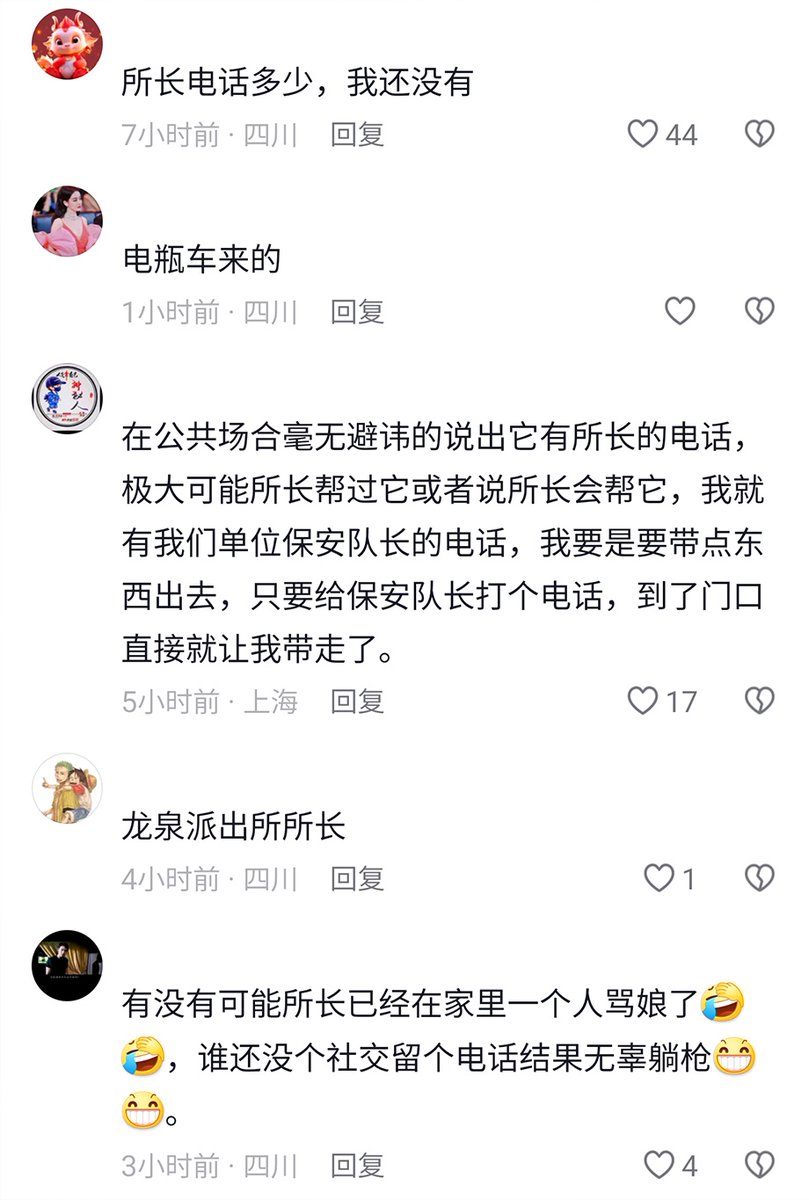 所长电话多少，我还没有
7小时前 · 四川 回复 44
电瓶车来的
1小时前 · 四川 回复
在公共场合毫无避讳的说出它有所长的电话，
极大可能所长帮过它或者说所长会帮它，我就
有我们单位保安队长的电话，我要是要带点东
西出去，只要给保安队长打个电话，到了门口
直接就让我带走了。
5小时前 · 上海 回复 17
龙泉派出所所长
4小时前 · 四川 回复 1
有没有可能所长已经在家里一个人骂娘了🤣
🤣，谁还没个社交留个电话结果无辜躺枪😁
😁。
3小时前 · 四川 回复 4